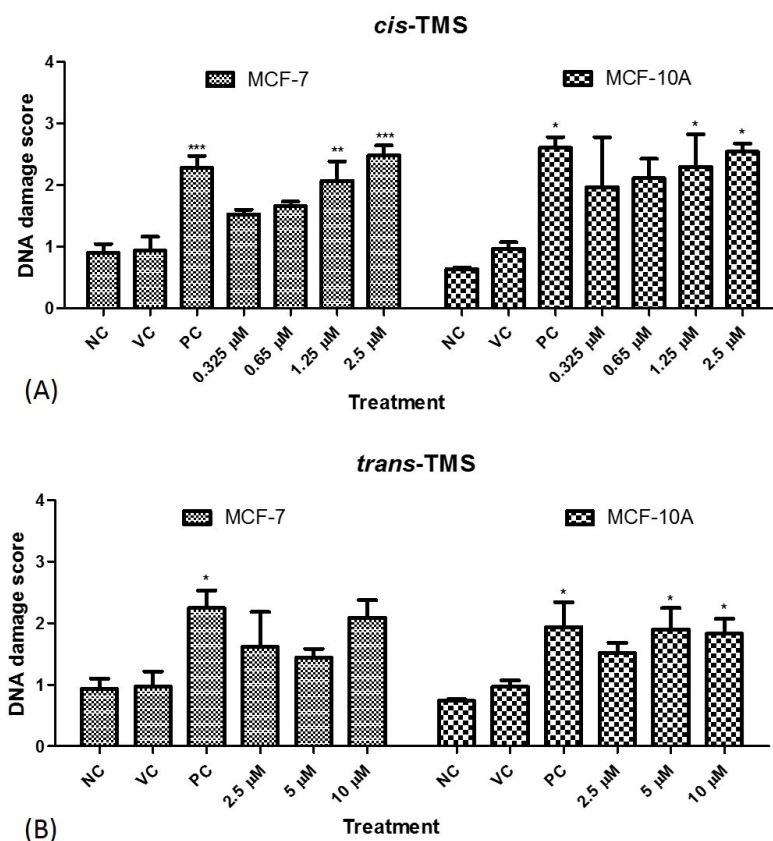 cis-TMS
4
3
2
1
0
DNA damage score
MCF-7
MCF-10A
***
**
***
*
*
*
NC
VC
PC
0.325 µM
0.65 µM
1.25 µM
2.5 µM
NC
VC
PC
0.325 µM
0.65 µM
1.25 µM
2.5 µM
Treatment
(A)
trans-TMS
4
3
2
1
0
DNA damage score
MCF-7
MCF-10A
*
*
*
*
NC
VC
PC
2.5 µM
5 µM
10 µM
NC
VC
PC
2.5 µM
5 µM
10 µM
Treatment
(B)